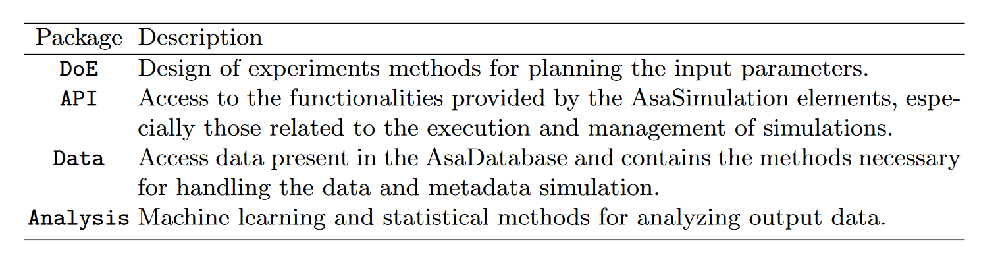 Package Description
DoE Design of experiments methods for planning the input parameters.
API Access to the functionalities provided by the AsaSimulation elements, espe-
cially those related to the execution and management of simulations.
Data Access data present in the AsaDatabase and contains the methods necessary
for handling the data and metadata simulation.
Analysis Machine learning and statistical methods for analyzing output data.